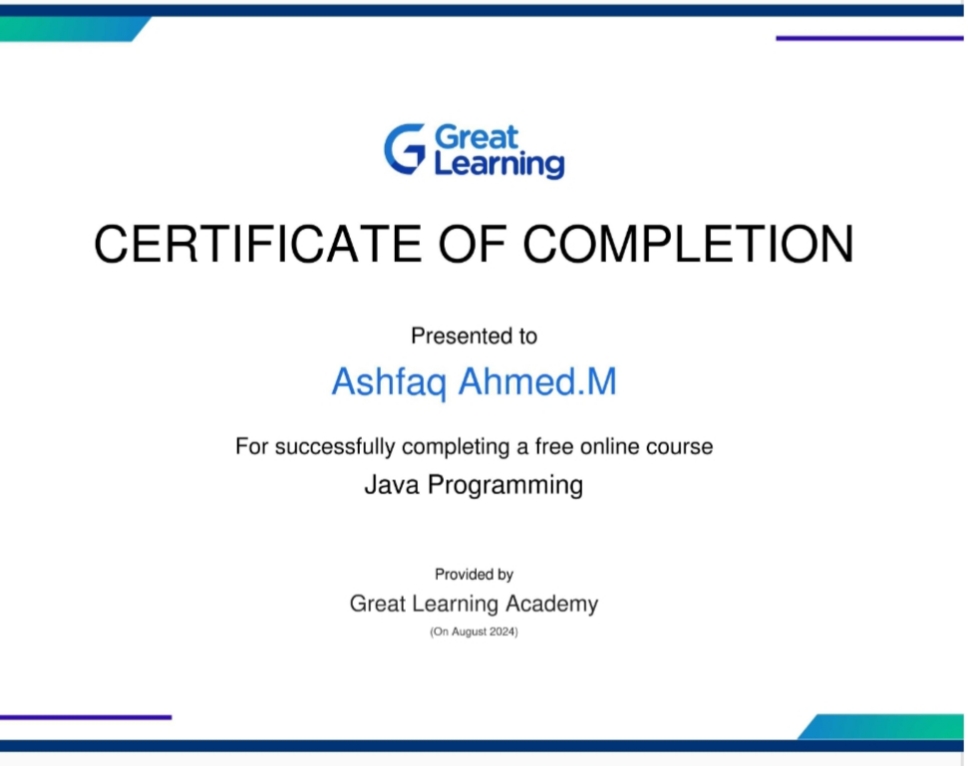 Great
Learning
CERTIFICATE OF COMPLETION
Presented to
Ashfaq Ahmed.M
For successfully completing a free online course
Java Programming
Provided by
Great Learning Academy
(On August 2024)